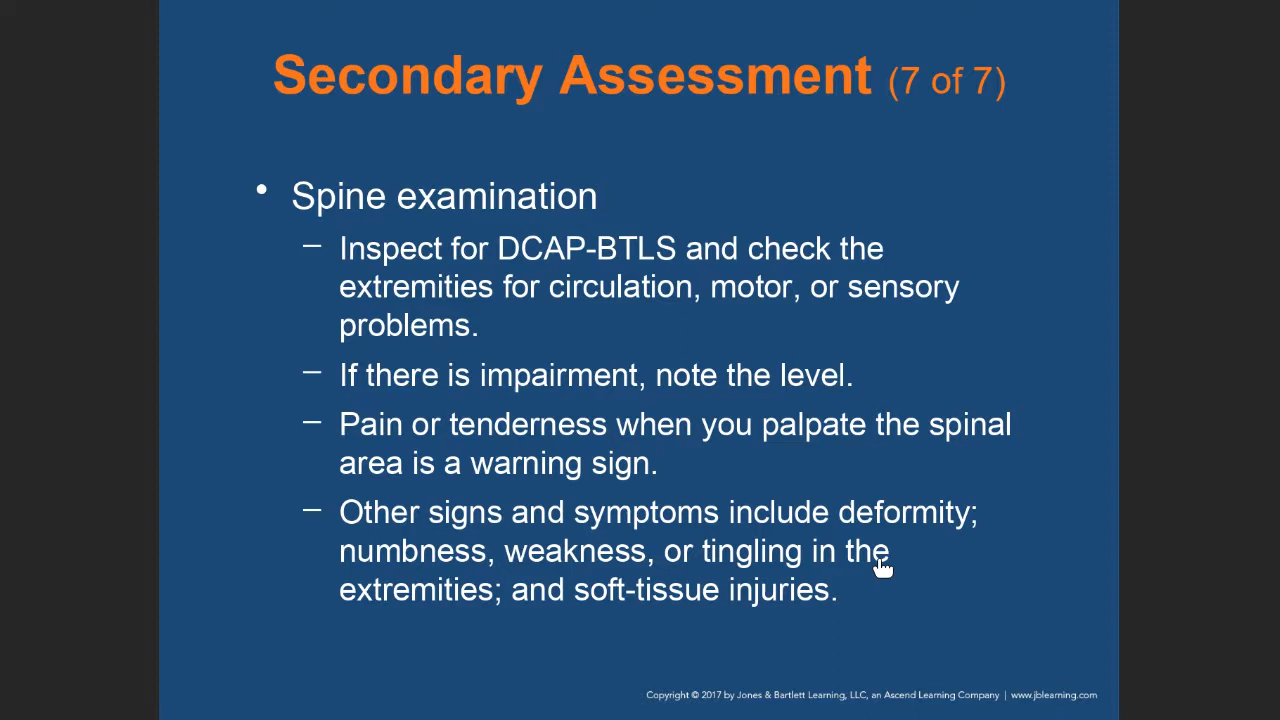 Secondary Assessment (7 of 7)
• Spine examination
– Inspect for DCAP-BTLS and check the
extremities for circulation, motor, or sensory
problems.
– If there is impairment, note the level.
– Pain or tenderness when you palpate the spinal
area is a warning sign.
– Other signs and symptoms include deformity;
numbness, weakness, or tingling in the
extremities; and soft-tissue injuries.
Copyright © 2017 by Jones & Bartlett Learning, LLC, an Ascend Learning Company | www.jblearning.com